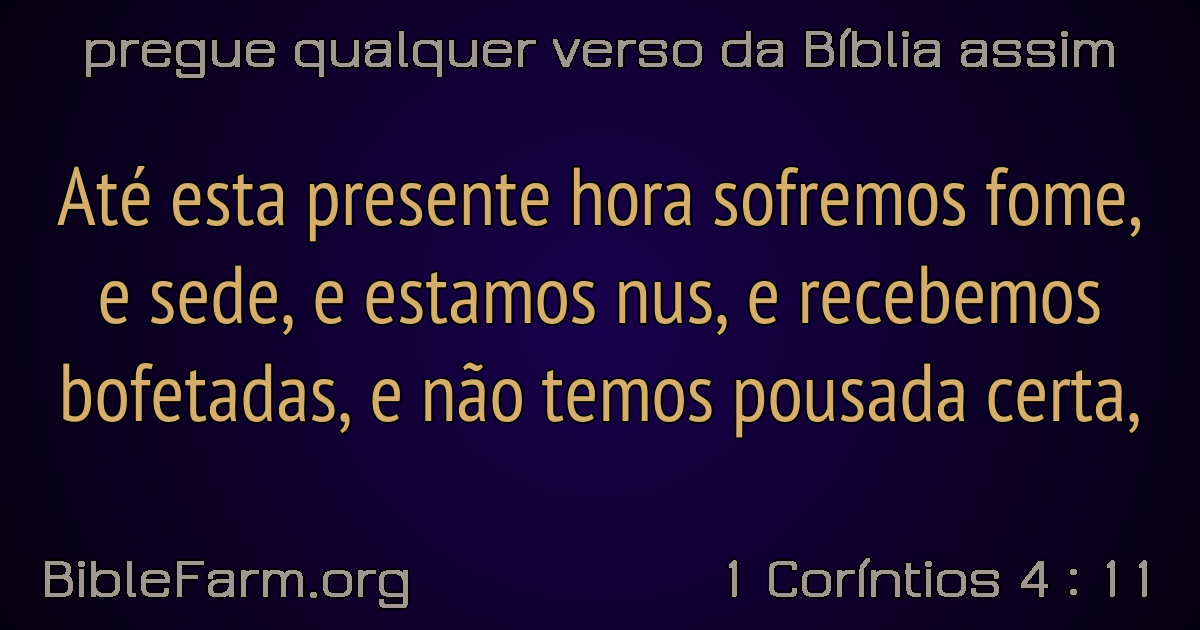 pregue qualquer verso da Bíblia assim
Até esta presente hora sofremos fome,
e sede, e estamos nus, e recebemos
bofetadas, e não temos pousada certa,
BibleFarm.org
1 Coríntios 4 : 11